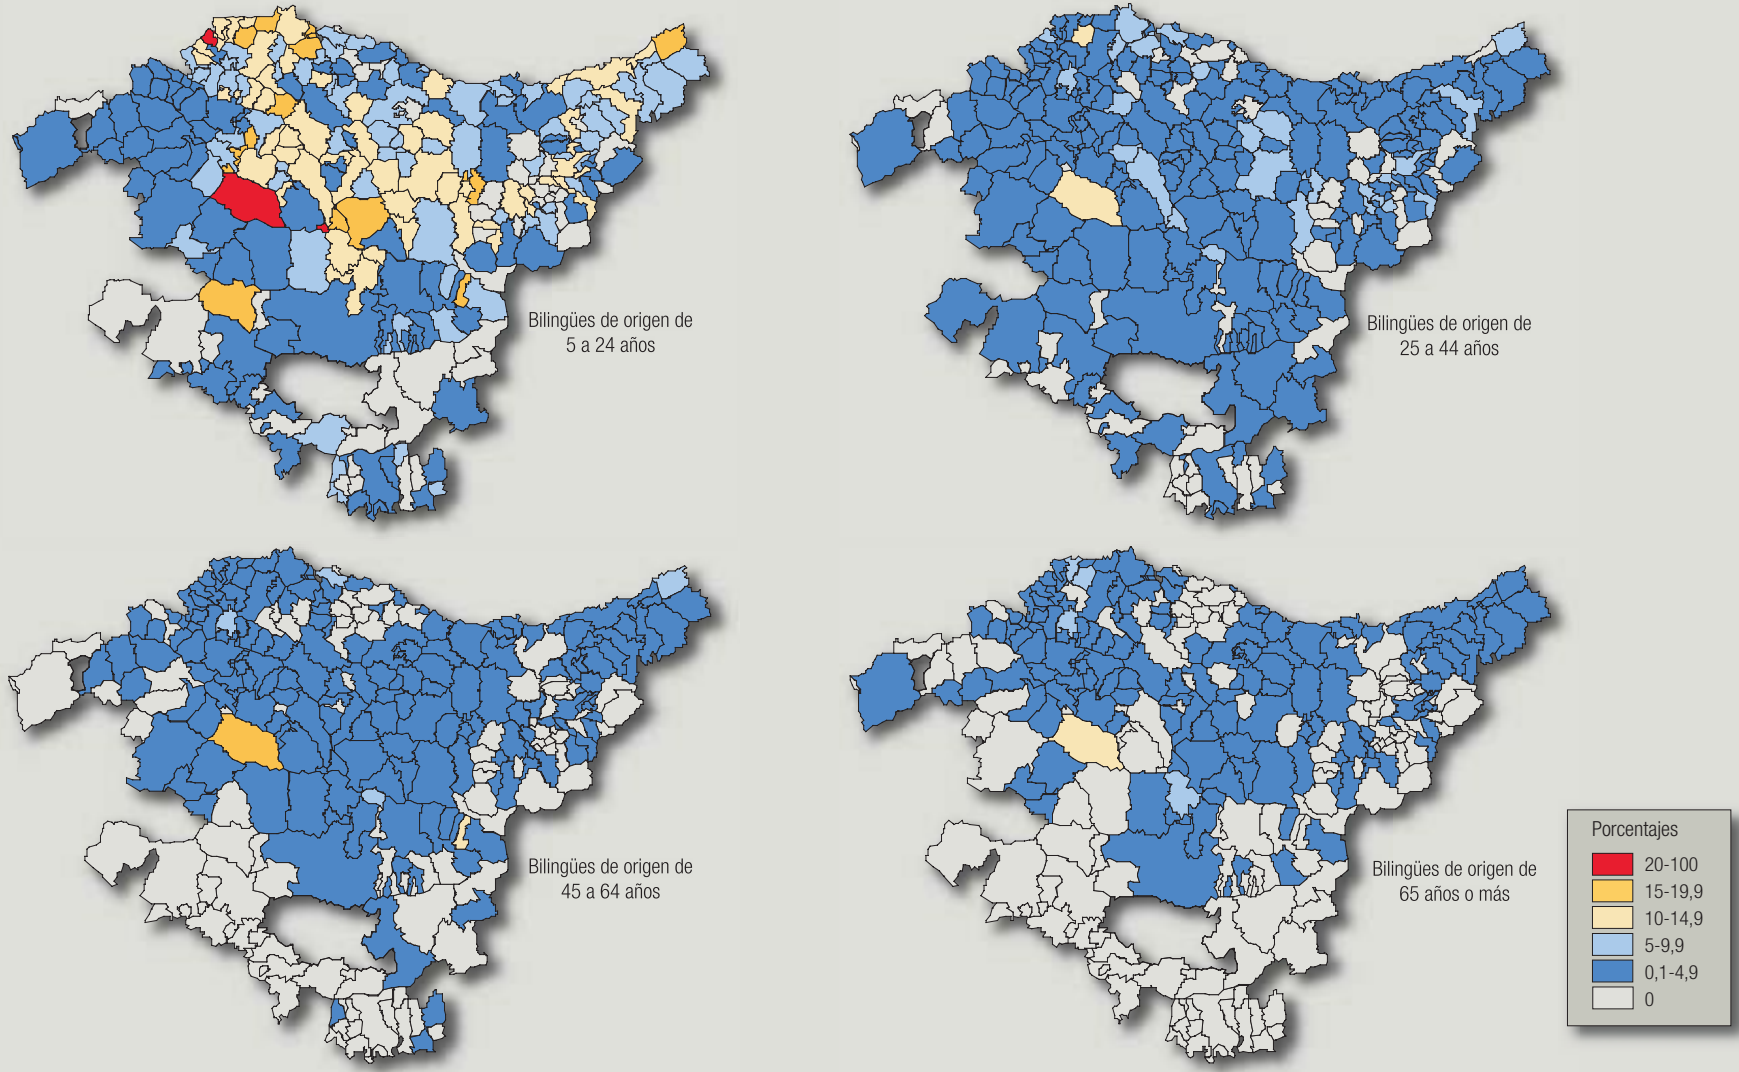 Bilingües de origen de
5 a 24 años
Bilingües de origen de
25 a 44 años
Bilingües de origen de
45 a 64 años
Bilingües de origen de
65 años o más
Porcentajes
20-100
15-19,9
10-14,9
5-9,9
0,1-4,9
0